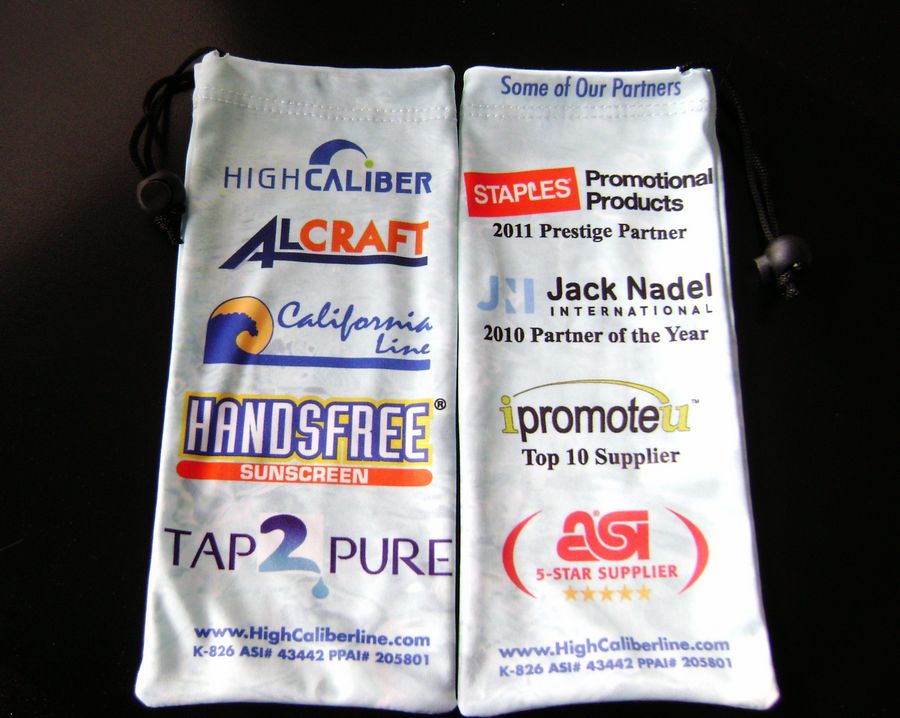 HIGHCALIBER
ALCRAFT
California
Line
HANDSFREE®
SUNSCREEN
TAP2PURE
www.HighCaliberline.com
K-826 ASI# 43442 PPAI# 205801
Some of Our Partners
STAPLES Promotional
Products
2011 Prestige Partner
JNI Jack Nadel
INTERNATIONAL
2010 Partner of the Year
ipromoteu™
Top 10 Supplier
asi®
5-STAR SUPPLIER
www.HighCaliberline.com
K-826 ASI# 43442 PPAI# 205801